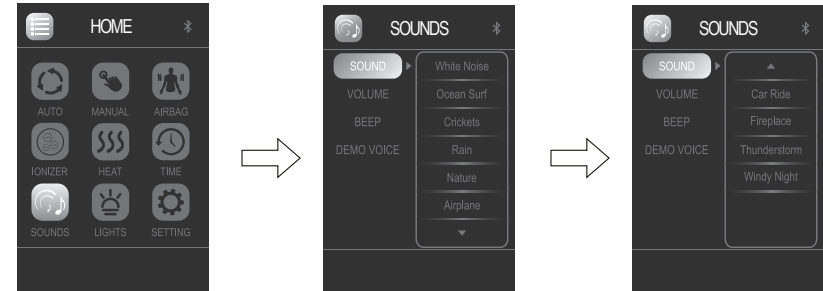 HOME
AUTO MANUAL AIRBAG
IONIZER HEAT TIME
SOUNDS LIGHTS SETTING
SOUNDS
SOUND
VOLUME
BEEP
DEMO VOICE
White Noise
Ocean Surf
Crickets
Rain
Nature
Airplane
SOUNDS
SOUND
VOLUME
BEEP
DEMO VOICE
Car Ride
Fireplace
Thunderstorm
Windy Night